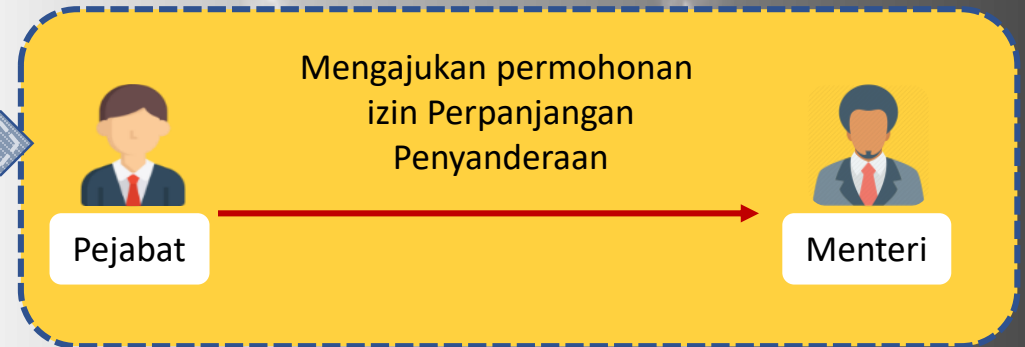 Mengajukan permohonan
izin Perpanjangan
Penyanderaan
Pejabat
Menteri